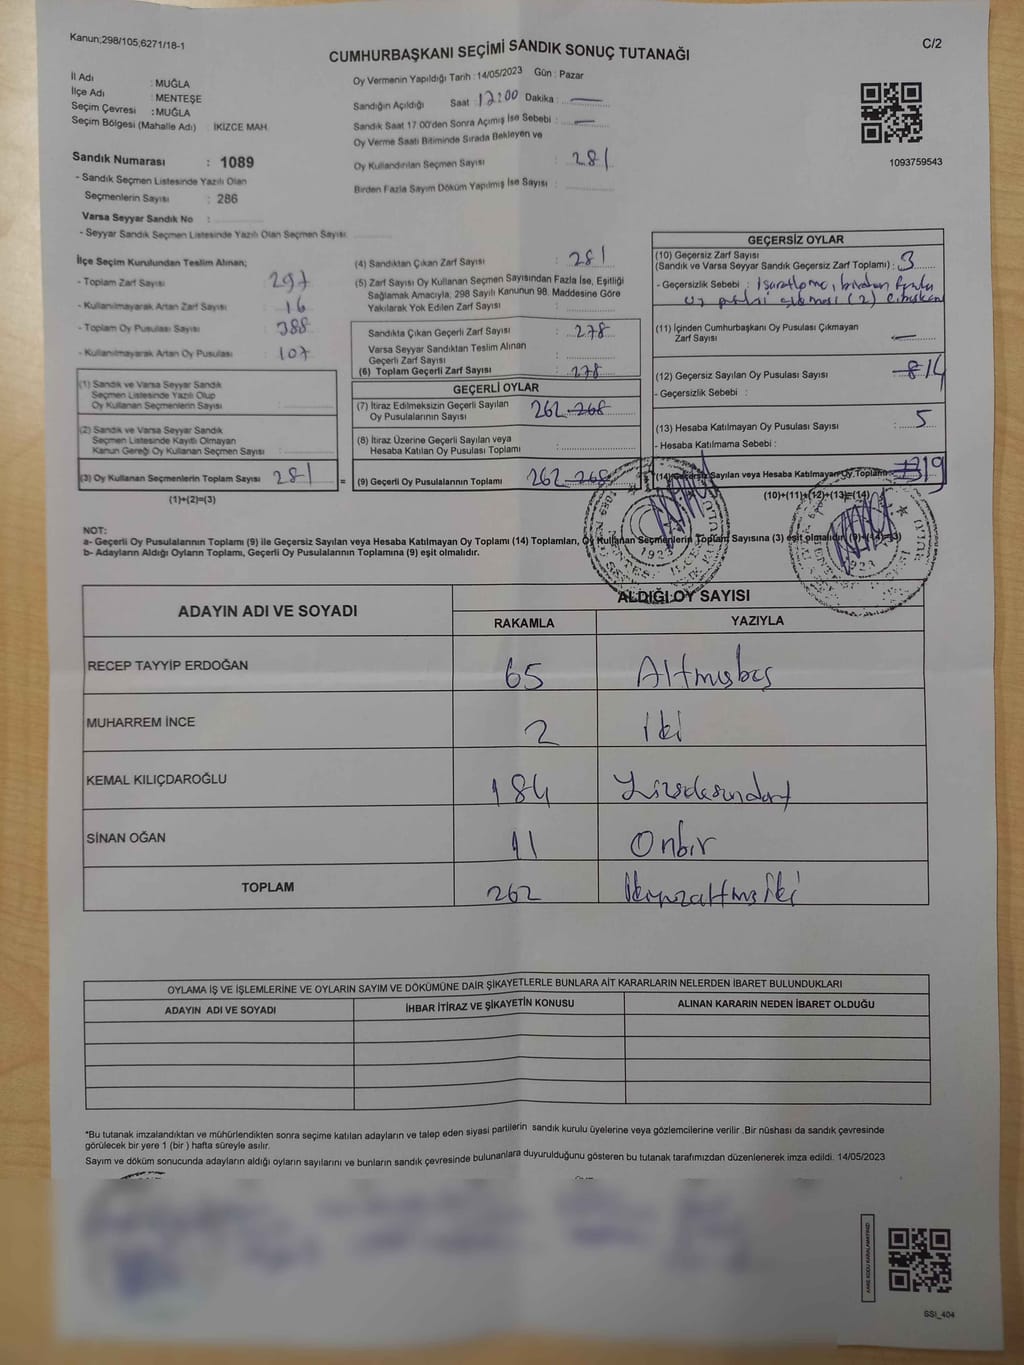 Kanun;298/105,6271/18-1
C/2
CUMHURBAŞKANI SEÇİMİ SANDIK SONUÇ TUTANAĞI
İl Adı : MUĞLA
İlçe Adı : MENTEŞE
Seçim Çevresi : MUĞLA
Seçim Bölgesi (Mahalle Adı) : İKİZCE MAH.
Oy Vermenin Yapıldığı Tarih : 14/05/2023 Gün : Pazar
Sandığın Açıldığı Saat : 17:00 Dakika :
Sandık Saat 17.00'den Sonra Açımış İse Sebebi :
Oy Verme Saati Bitiminde Sırada Bekleyen ve
Oy Kullandırılan Seçmen Sayısı : 281
Birden Fazla Sayım Döküm Yapılmış İse Sayısı :
1093759543
Sandık Numarası : 1089
- Sandık Seçmen Listesinde Yazılı Olan
Seçmenlerin Sayısı : 286
Varsa Seyyar Sandık No :
- Seyyar Sandık Seçmen Listesinde Yazılı Olan Seçmen Sayısı:
İlçe Seçim Kurulundan Teslim Alınan;
- Toplam Zarf Sayısı : 297
- Kullanılmayarak Artan Zarf Sayısı : 16
- Toplam Oy Pusulası Sayısı : 388
- Kullanılmayarak Artan Oy Pusulası : 107
(1) Sandık ve Varsa Seyyar Sandık
Seçmen Listesinde Yazılı Olup
Oy Kullanan Seçmenlerin Sayısı :
(2) Sandık ve Varsa Seyyar Sandık
Seçmen Listesinde Kayıtlı Olmayan
Kanun Gereği Oy Kullanan Seçmen Sayısı :
(3) Oy Kullanan Seçmenlerin Toplam Sayısı 281 =
(1)+(2)=(3)
(4) Sandıktan Çıkan Zarf Sayısı : 281
(5) Zarf Sayısı Oy Kullanan Seçmen Sayısından Fazla İse, Eşitliği
Sağlamak Amacıyla, 298 Sayılı Kanunun 98. Maddesine Göre
Yakılarak Yok Edilen Zarf Sayısı :
Sandıkta Çıkan Geçerli Zarf Sayısı : 278
Varsa Seyyar Sandıktan Teslim Alınan
Geçerli Zarf Sayısı :
(6) Toplam Geçerli Zarf Sayısı : 278
GEÇERLİ OYLAR
(7) İtiraz Edilmeksizin Geçerli Sayılan
Oy Pusulalarının Sayısı : 262 268
(8) İtiraz Üzerine Geçerli Sayılan veya
Hesaba Katılan Oy Pusulası Toplamı :
(9) Geçerli Oy Pusulalarının Toplamı 262 268
GEÇERSİZ OYLAR
(10) Geçersiz Zarf Sayısı
(Sandık ve Varsa Seyyar Sandık Geçersiz Zarf Toplamı) : 3
- Geçersizlik Sebebi : işaretleme, birden fazla
oy pusulası (2)
(11) İçinden Cumhurbaşkanı Oy Pusulası Çıkmayan
Zarf Sayısı :
(12) Geçersiz Sayılan Oy Pusulası Sayısı : 8 14
- Geçersizlik Sebebi :
(13) Hesaba Katılmayan Oy Pusulası Sayısı : 5
- Hesaba Katılmama Sebebi :
(14) Geçersiz Sayılan veya Hesaba Katılmayan Oy Toplamı 19
(10)+(11)+(12)+(13)=(14)
NOT:
a- Geçerli Oy Pusulalarının Toplamı (9) ile Geçersiz Sayılan veya Hesaba Katılmayan Oy Toplamı (14) Toplamları, Oy Kullanan Seçmenlerin Toplam Sayısına (3) eşit olmalıdır. (9)+(14)=(3)
b- Adayların Aldığı Oyların Toplamı, Geçerli Oy Pusulalarının Toplamına (9) eşit olmalıdır.
ADAYIN ADI VE SOYADI
ALDIĞI OY SAYISI
RAKAMLA YAZIYLA
RECEP TAYYİP ERDOĞAN 65 Altmışbeş
MUHARREM İNCE 2 iki
KEMAL KILIÇDAROĞLU 184 Yüzseksendört
SİNAN OĞAN 11 Onbir
TOPLAM 262 ikiyüzaltmışiki
OYLAMA İŞ VE İŞLEMLERİNE VE OYLARIN SAYIM VE DÖKÜMÜNE DAİR ŞİKAYETLERLE BUNLARA AİT KARARLARIN NELERDEN İBARET BULUNDUKLARI
ADAYIN ADI VE SOYADI İHBAR İTİRAZ VE ŞİKAYETİN KONUSU ALINAN KARARIN NEDEN İBARET OLDUĞU
*Bu tutanak imzalandıktan ve mühürlendikten sonra seçime katılan adayların ve talep eden siyasi partilerin sandık kurulu üyelerine veya gözlemcilerine verilir .Bir nüshası da sandık çevresinde
görülecek bir yere 1 (bir ) hafta süreyle asılır.
Sayım ve döküm sonucunda adayların aldığı oyların sayılarını ve bunların sandık çevresinde bulunanlara duyurulduğunu gösteren bu tutanak tarafımızdan düzenlenerek imza edildi. 14/05/2023
SSİ_404